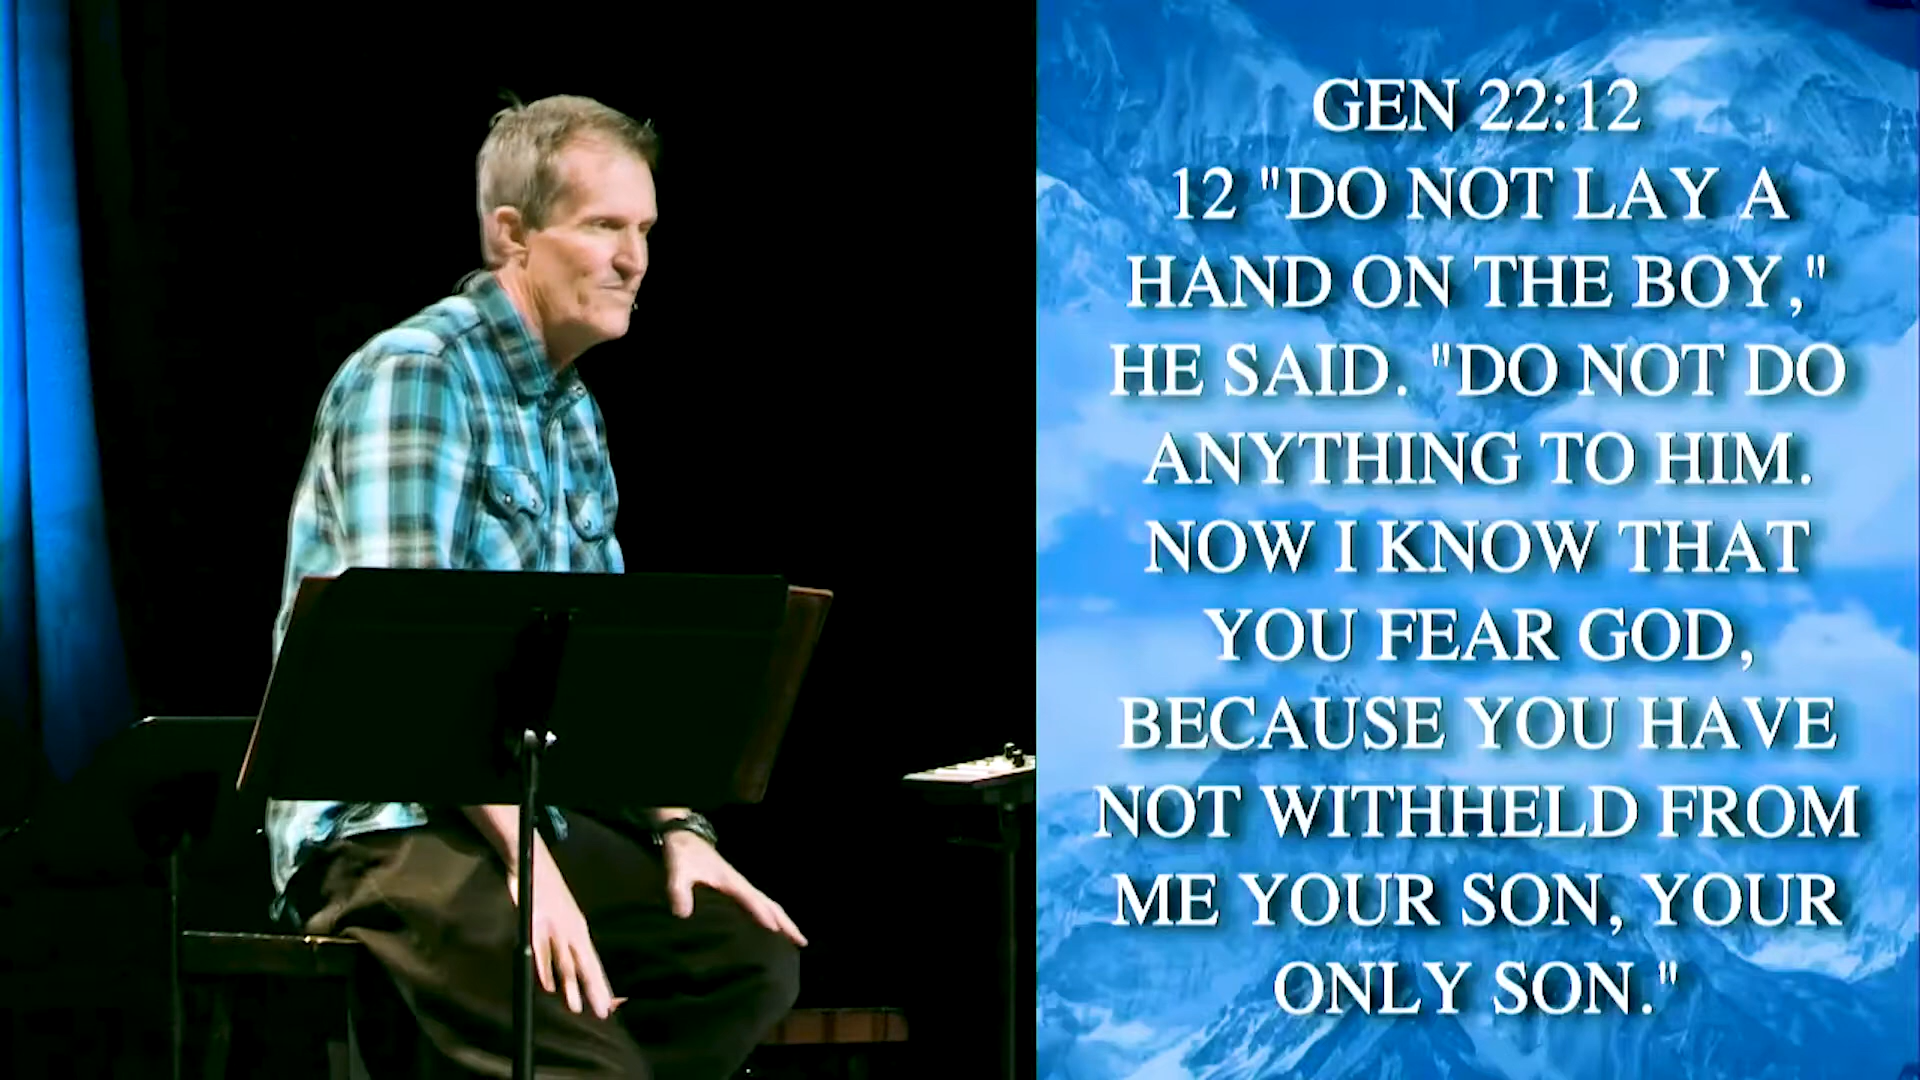 GEN 22:12
12 "DO NOT LAY A
HAND ON THE BOY,"
HE SAID. "DO NOT DO
ANYTHING TO HIM.
NOW I KNOW THAT
YOU FEAR GOD,
BECAUSE YOU HAVE
NOT WITHHELD FROM
ME YOUR SON, YOUR
ONLY SON."